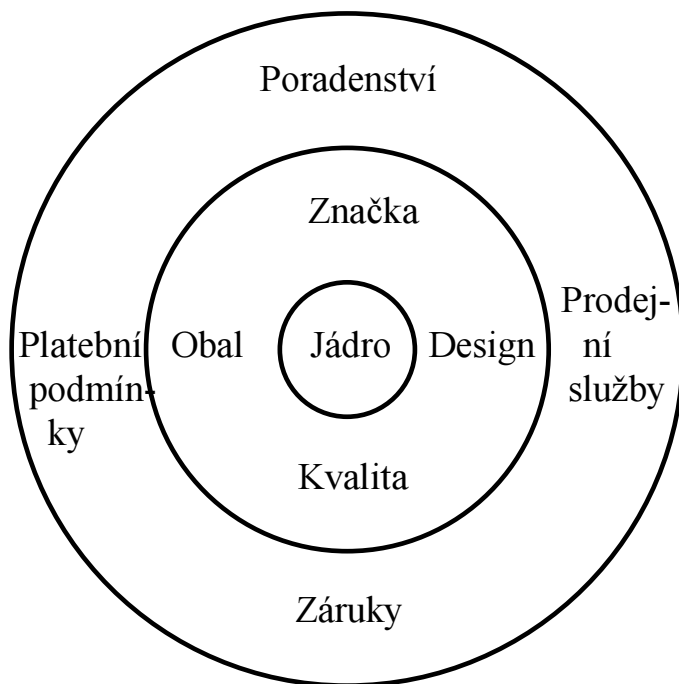 Poradenství
Značka
Platební
podmín-
ky
Obal
Jádro
Design
Prodej-
ní
služby
Kvalita
Záruky